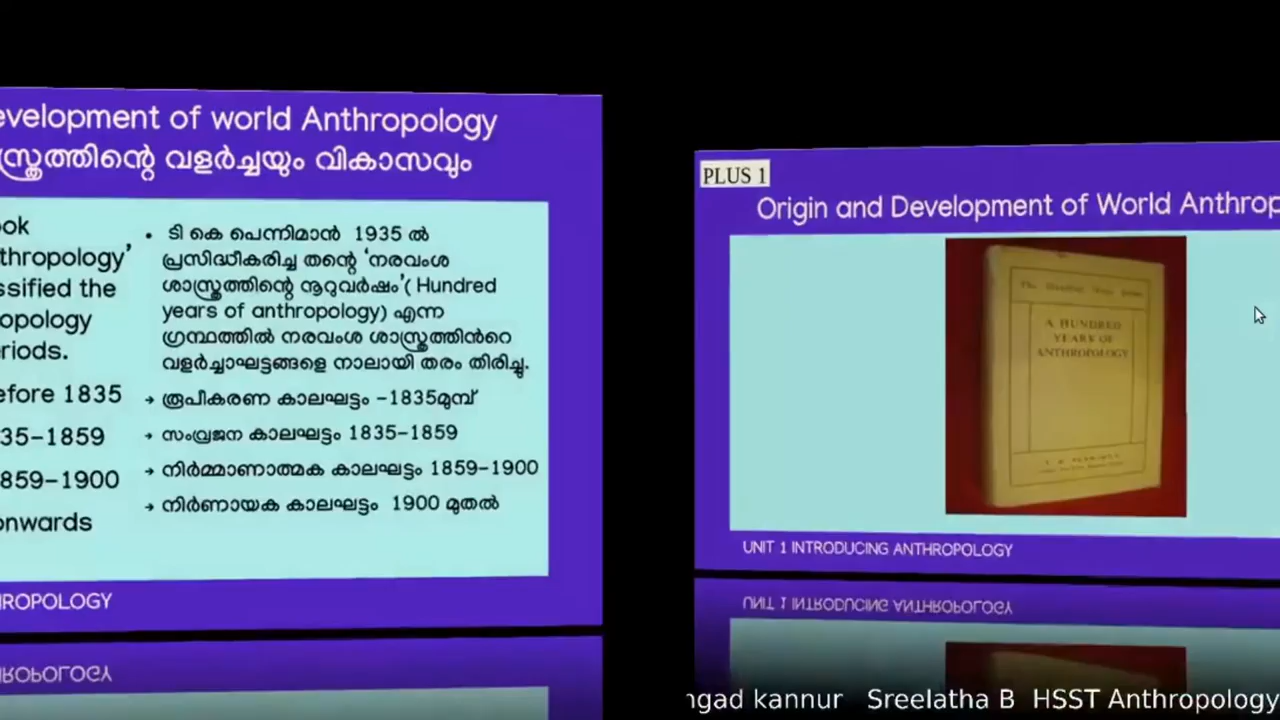 evelopment of world Anthropology
സ്ത്രത്തിന്റെ വളർച്ചയും വികാസവും
ook
thropology’
ssified the
opology
riods.
efore 1835
35-1859
859-1900
onwards
• ടി കെ പെന്നിമാൻ 1935 ൽ
പ്രസിദ്ധീകരിച്ച തന്റെ ‘നരവംശ
ശാസ്ത്രത്തിന്റെ നൂറുവർഷം’( Hundred
years of anthropology) എന്ന
ഗ്രന്ഥത്തിൽ നരവംശ ശാസ്ത്രത്തിൻറെ
വളർച്ചാഘട്ടങ്ങളെ നാലായി തരം തിരിച്ചു.
→ രൂപീകരണ കാലഘട്ടം -1835മുമ്പ്
→ സംവ്രജന കാലഘട്ടം 1835-1859
→ നിർമ്മാണാത്മക കാലഘട്ടം 1859-1900
→ നിർണായക കാലഘട്ടം 1900 മുതൽ
HROPOLOGY
PLUS 1
Origin and Development of World Anthrop
A HUNDRED
YEARS OF
ANTHROPOLOGY
UNIT 1 INTRODUCING ANTHROPOLOGY
ngad kannur Sreelatha B HSST Anthropology